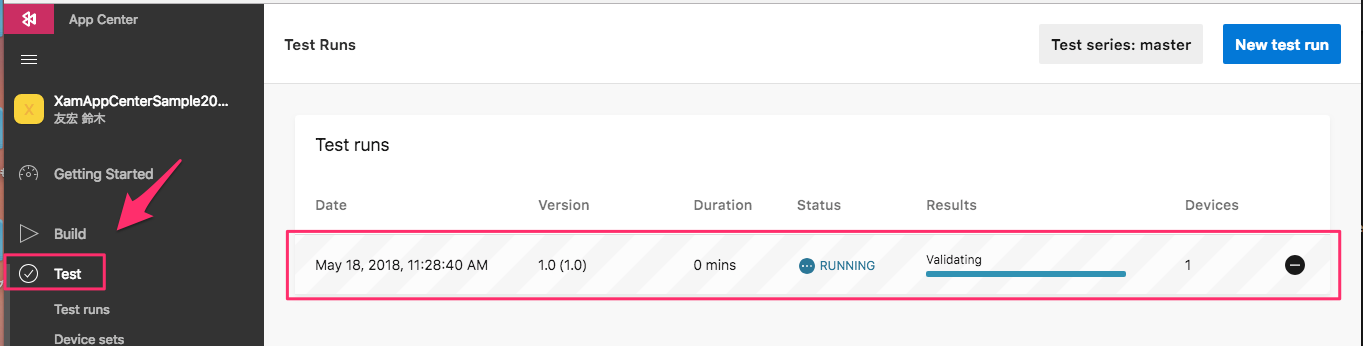 App Center
Test Runs
Test series: master
New test run
XamAppCenterSample20...
友宏 鈴木
Getting Started
Build
Test
Test runs
Device sets
Test runs
Date Version Duration Status Results Devices
May 18, 2018, 11:28:40 AM 1.0 (1.0) 0 mins RUNNING Validating 1